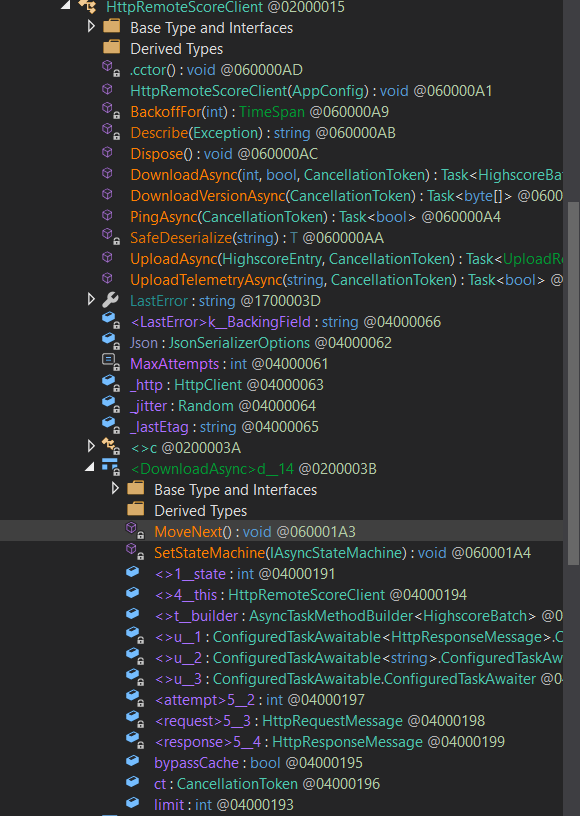 HttpRemoteScoreClient @02000015
Base Type and Interfaces
Derived Types
.cctor() : void @060000AD
HttpRemoteScoreClient(AppConfig) : void @060000A1
BackoffFor(int) : TimeSpan @060000A9
Describe(Exception) : string @060000AB
Dispose() : void @060000AC
DownloadAsync(int, bool, CancellationToken) : Task<HighscoreBat
DownloadVersionAsync(CancellationToken) : Task<byte[]> @0600
PingAsync(CancellationToken) : Task<bool> @060000A4
SafeDeserialize(string) : T @060000AA
UploadAsync(HighscoreEntry, CancellationToken) : Task<UploadRe
UploadTelemetryAsync(string, CancellationToken) : Task<bool> @0
LastError : string @1700003D
<LastError>k__BackingField : string @04000066
Json : JsonSerializerOptions @04000062
MaxAttempts : int @04000061
_http : HttpClient @04000063
_jitter : Random @04000064
_lastEtag : string @04000065
<>c @0200003A
<DownloadAsync>d__14 @0200003B
Base Type and Interfaces
Derived Types
MoveNext() : void @060001A3
SetStateMachine(IAsyncStateMachine) : void @060001A4
<>1__state : int @04000191
<>4__this : HttpRemoteScoreClient @04000194
<>t__builder : AsyncTaskMethodBuilder<HighscoreBatch> @0
<>u__1 : ConfiguredTaskAwaitable<HttpResponseMessage>.C
<>u__2 : ConfiguredTaskAwaitable<string>.ConfiguredTaskAw
<>u__3 : ConfiguredTaskAwaitable.ConfiguredTaskAwaiter @04
<attempt>5__2 : int @04000197
<request>5__3 : HttpRequestMessage @04000198
<response>5__4 : HttpResponseMessage @04000199
bypassCache : bool @04000195
ct : CancellationToken @04000196
limit : int @04000193